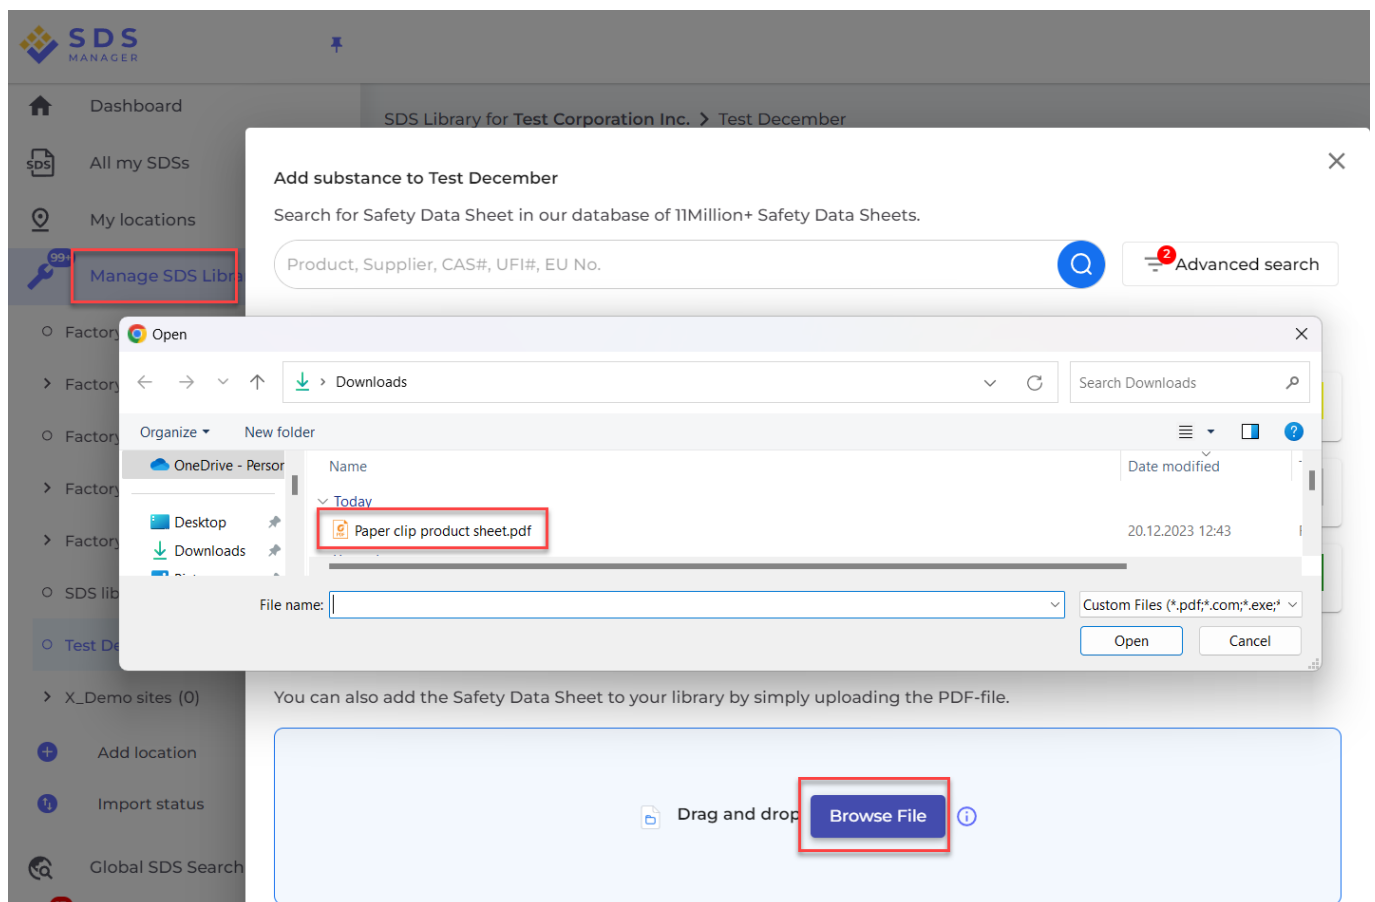 SDS
MANAGER
Dashboard
SDS Library for Test Corporation Inc. > Test December
SDS
All my SDSs
My locations
99+
Manage SDS Libra
Add substance to Test December
Search for Safety Data Sheet in our database of 11Million+ Safety Data Sheets.
Product, Supplier, CAS#, UFI#, EU No.
2
Advanced search
Factory
Factory
Factory
Factory
Factory
SDS lib
Test De
X_Demo sites (0)
Add location
Import status
Global SDS Search
Open
Downloads
Search Downloads
Organize
New folder
OneDrive - Person
Name
Date modified
Today
Desktop
Paper clip product sheet.pdf
20.12.2023 12:43
Downloads
File name:
Custom Files (*.pdf;*.com;*.exe;*
Open
Cancel
You can also add the Safety Data Sheet to your library by simply uploading the PDF-file.
Drag and drop
Browse File